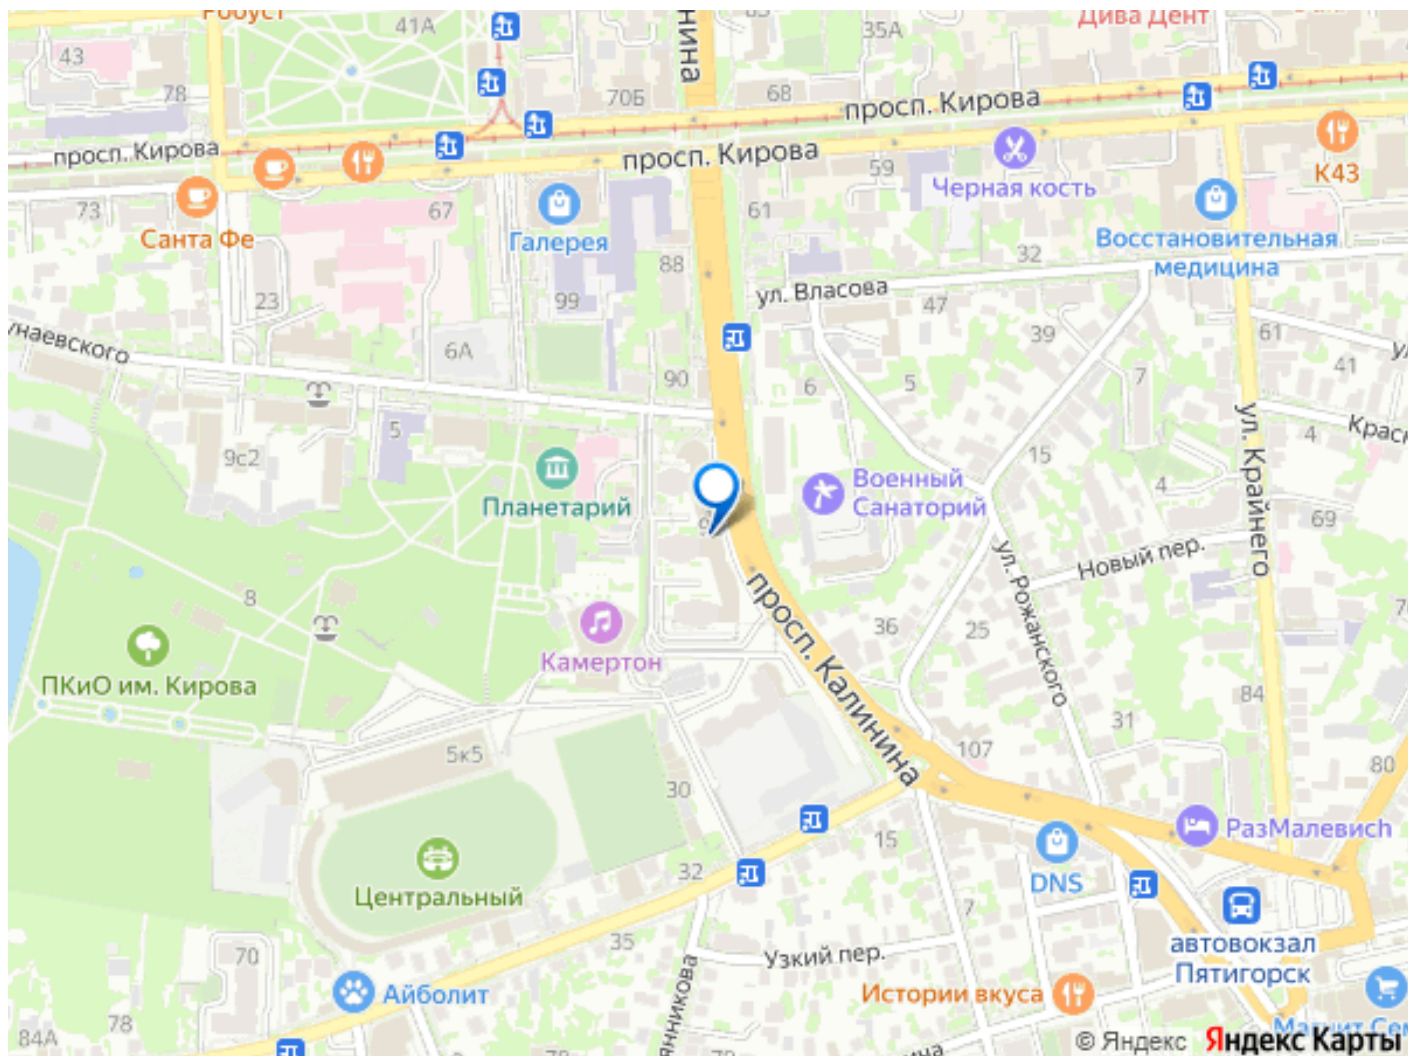 Робуст
41А
нина
83
35А
Дива Дент
43
78
70Б
68
просп. Кирова
просп. Кирова
просп. Кирова
59
Черная кость
К43
73
Санта Фе
67
Галерея
61
Восстановительная
медицина
88
32
23
99
ул. Власова
47
39
61
унаевского
6А
90
6
5
7
41
ул. Крайнего
4
9с2
5
Планетарий
Военный
Санаторий
15
4
69
Новый пер.
ул. Рожанского
просп. Калинина
8
Камертон
36
25
ПКиО им. Кирова
84
31
5к5
107
80
30
15
РазМалевич
Центральный
32
DNS
7
автовокзал
Пятигорск
70
35
Узкий пер.
Айболит
Истории вкуса
84А
78
© Яндекс Яндекс Карты